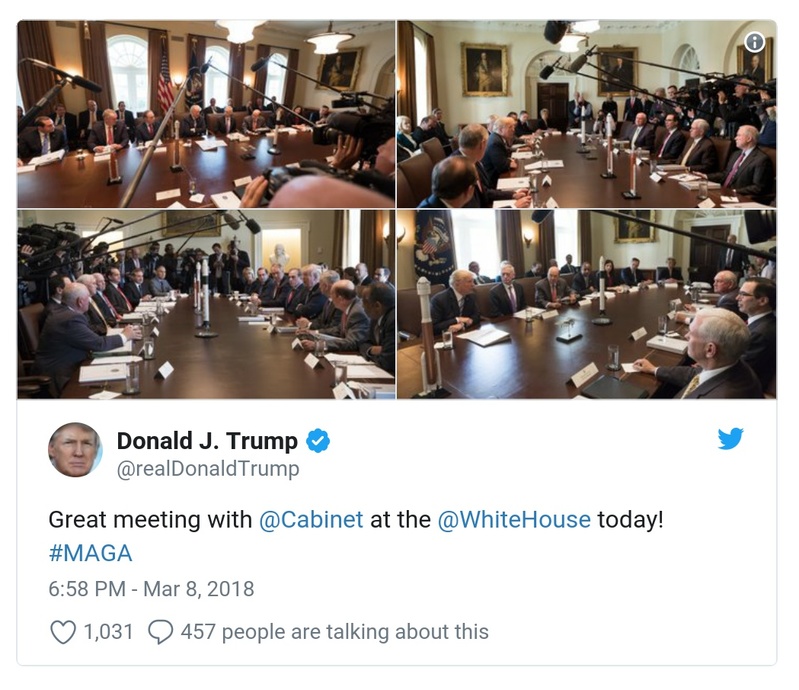 Donald J. Trump
@realDonaldTrump
Great meeting with @Cabinet at the @WhiteHouse today!
#MAGA
6:58 PM - Mar 8, 2018
1,031 457 people are talking about this